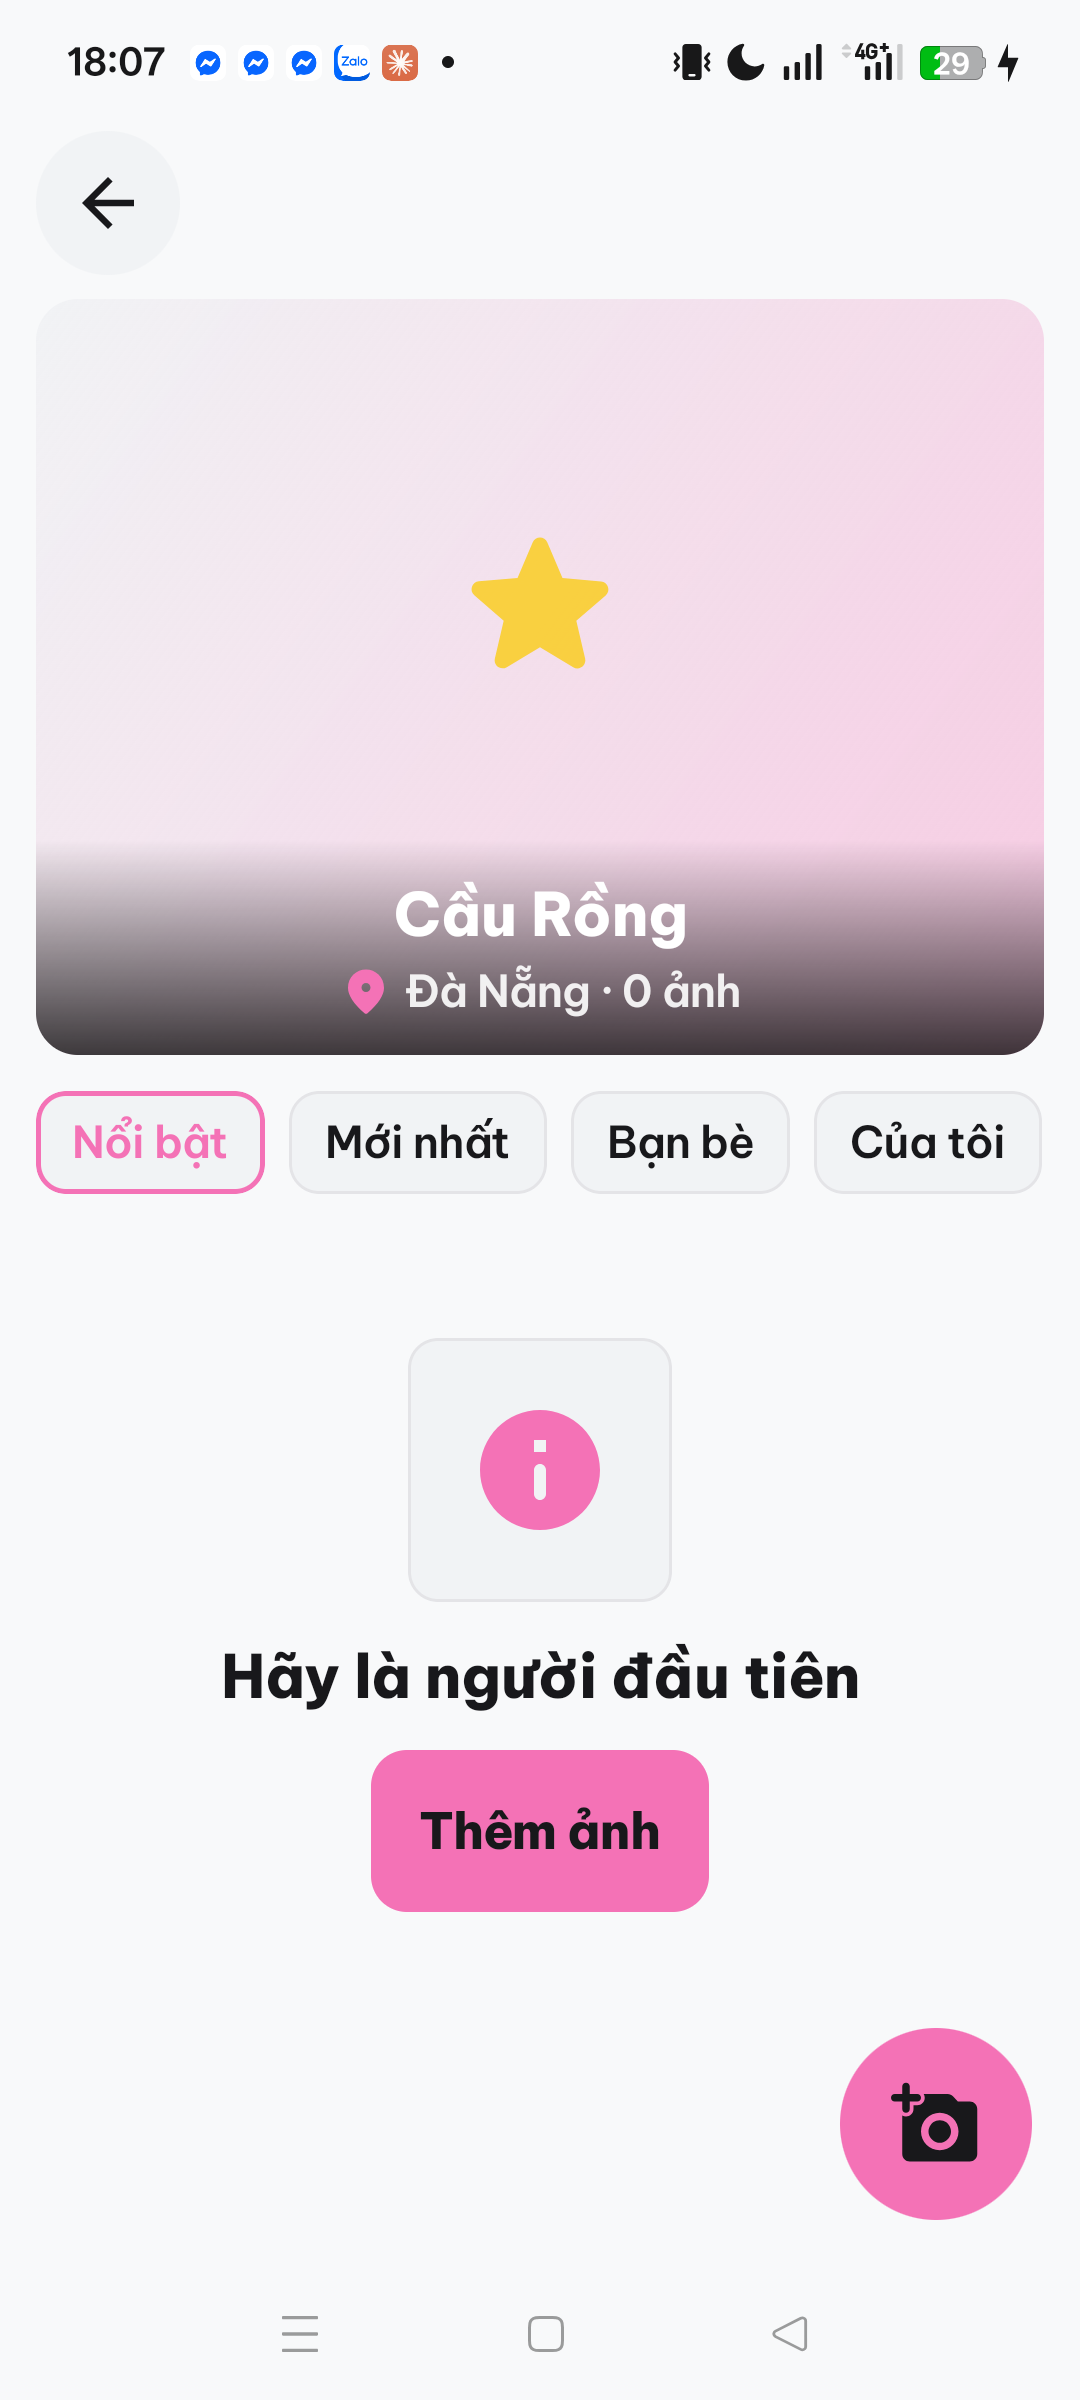 18:07
Zalo
4G+
29
Cầu Rồng
Đà Nẵng · 0 ảnh
Nổi bật
Mới nhất
Bạn bè
Của tôi
Hãy là người đầu tiên
Thêm ảnh